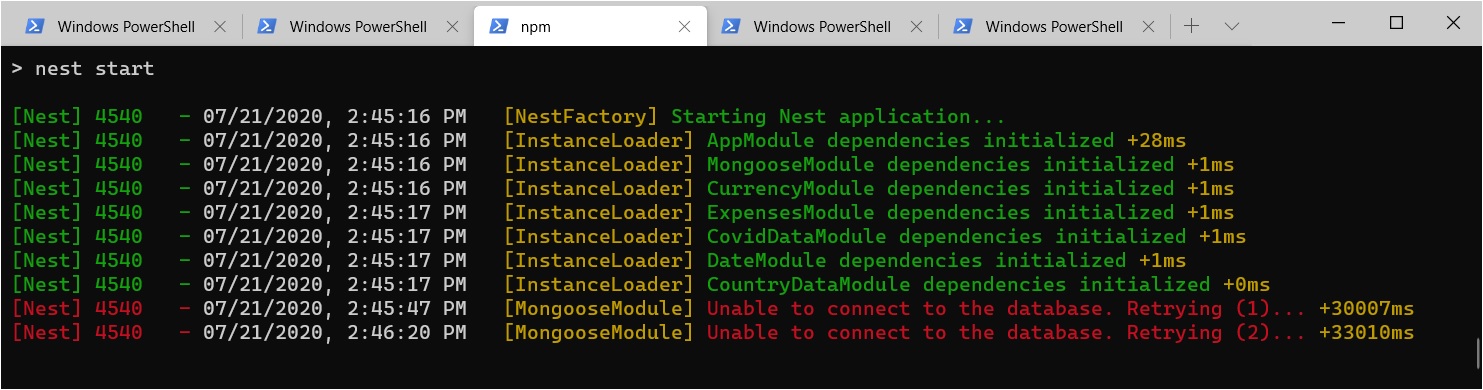 Windows PowerShell Windows PowerShell npm Windows PowerShell Windows PowerShell
> nest start
[Nest] 4540   - 07/21/2020, 2:45:16 PM   [NestFactory] Starting Nest application...
[Nest] 4540   - 07/21/2020, 2:45:16 PM   [InstanceLoader] AppModule dependencies initialized +28ms
[Nest] 4540   - 07/21/2020, 2:45:16 PM   [InstanceLoader] MongooseModule dependencies initialized +1ms
[Nest] 4540   - 07/21/2020, 2:45:16 PM   [InstanceLoader] CurrencyModule dependencies initialized +1ms
[Nest] 4540   - 07/21/2020, 2:45:17 PM   [InstanceLoader] ExpensesModule dependencies initialized +1ms
[Nest] 4540   - 07/21/2020, 2:45:17 PM   [InstanceLoader] CovidDataModule dependencies initialized +1ms
[Nest] 4540   - 07/21/2020, 2:45:17 PM   [InstanceLoader] DateModule dependencies initialized +1ms
[Nest] 4540   - 07/21/2020, 2:45:17 PM   [InstanceLoader] CountryDataModule dependencies initialized +0ms
[Nest] 4540   - 07/21/2020, 2:45:47 PM   [MongooseModule] Unable to connect to the database. Retrying (1)... +30007ms
[Nest] 4540   - 07/21/2020, 2:46:20 PM   [MongooseModule] Unable to connect to the database. Retrying (2)... +33010ms